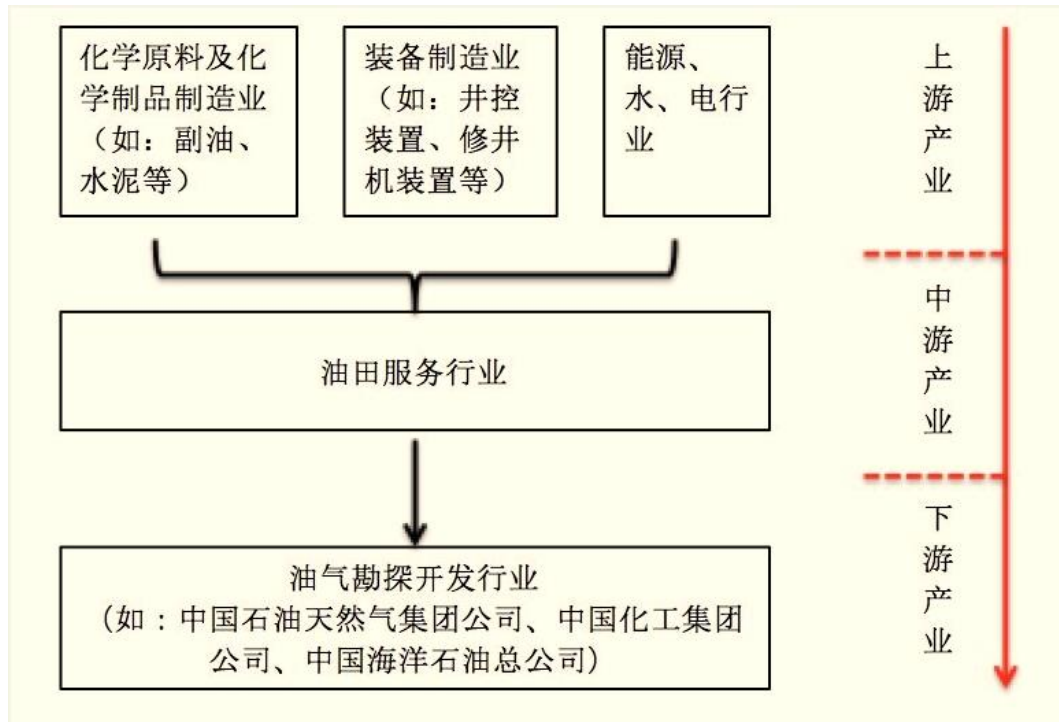 化学原料及化
学制品制造业
（如：副油、
水泥等）
装备制造业
（如：井控
装置、修井
机装置等）
能源、
水、电行
业
上游产业
油田服务行业
中游产业
油气勘探开发行业
（如：中国石油天然气集团公司、中国化工集团
公司、中国海洋石油总公司）
下游产业